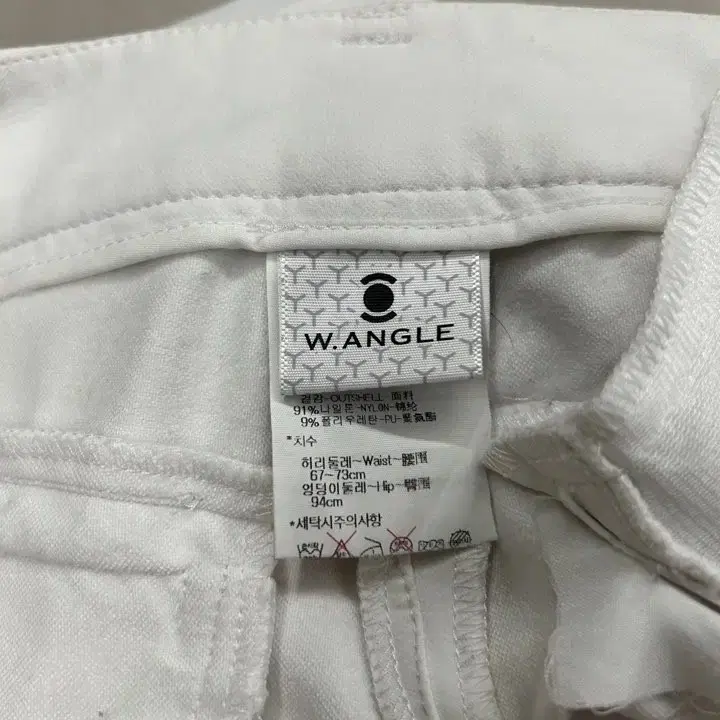 W.ANGLE
겉감-OUTSHELL 面料
91%나일론-NYLON-锦纶
9%폴리우레탄-PU-聚氨酯
*치수
허리둘레~Waist~腰围
67~73cm
엉덩이둘레~Hip~臀围
94cm
*세탁시주의사항